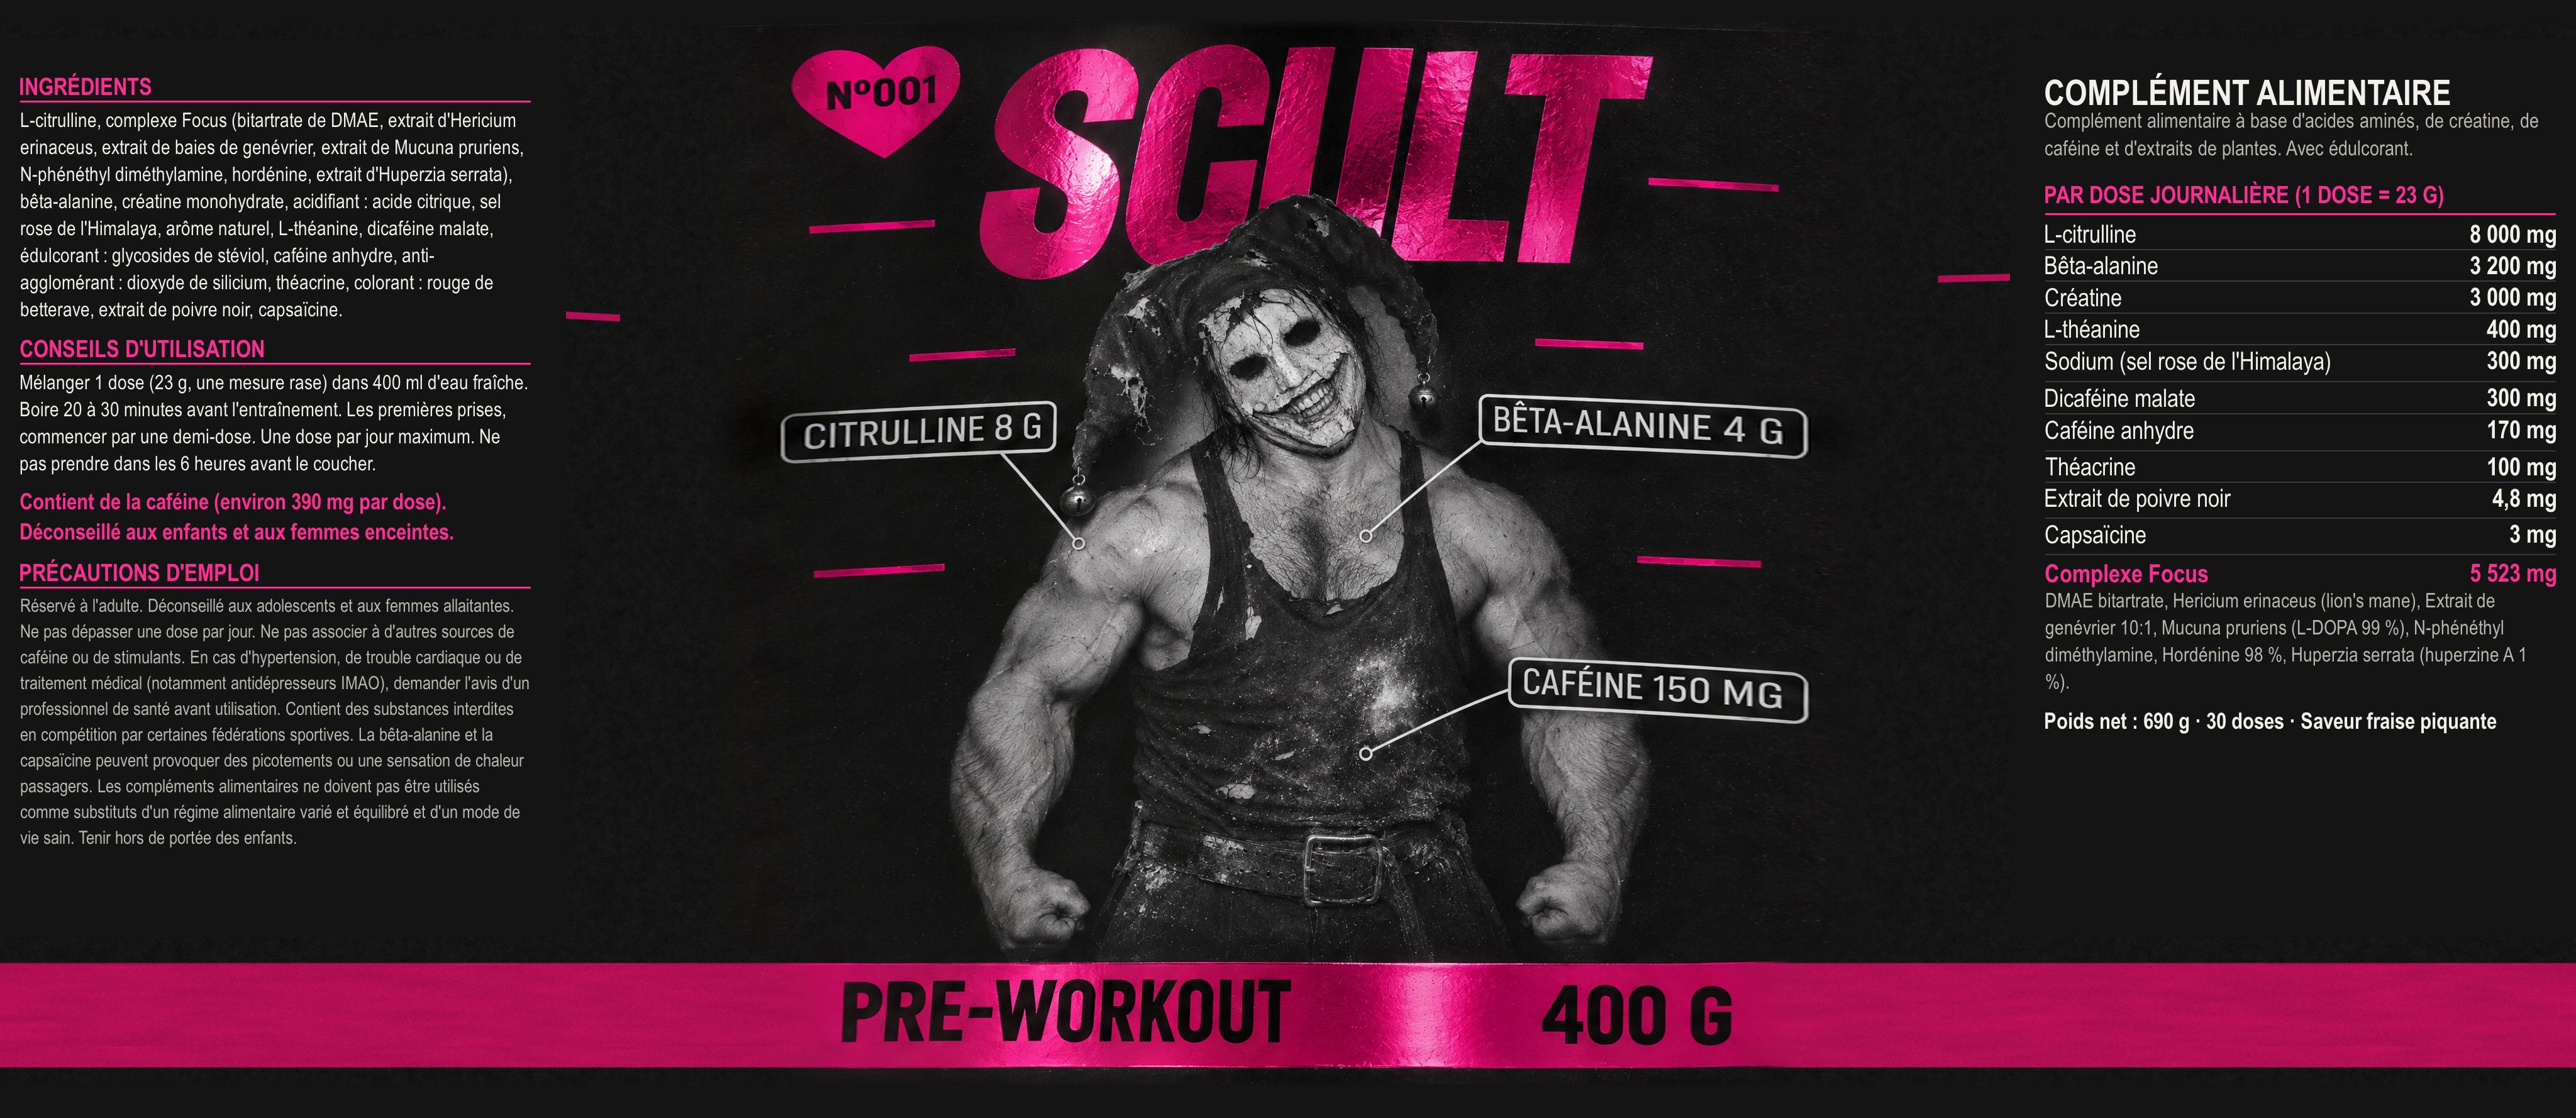 INGRÉDIENTS
L-citrulline, complexe Focus (bitartrate de DMAE, extrait d'Hericium
erinaceus, extrait de baies de genévrier, extrait de Mucuna pruriens,
N-phénéthyl diméthylamine, hordénine, extrait d'Huperzia serrata),
bêta-alanine, créatine monohydrate, acidifiant : acide citrique, sel
rose de l'Himalaya, arôme naturel, L-théanine, dicaféine malate,
édulcorant : glycosides de stéviol, caféine anhydre, anti-
agglomérant : dioxyde de silicium, théacrine, colorant : rouge de
betterave, extrait de poivre noir, capsaïcine.
CONSEILS D'UTILISATION
Mélanger 1 dose (23 g, une mesure rase) dans 400 ml d'eau fraîche.
Boire 20 à 30 minutes avant l'entraînement. Les premières prises,
commencer par une demi-dose. Une dose par jour maximum. Ne
pas prendre dans les 6 heures avant le coucher.
Contient de la caféine (environ 390 mg par dose).
Déconseillé aux enfants et aux femmes enceintes.
PRÉCAUTIONS D'EMPLOI
Réservé à l'adulte. Déconseillé aux adolescents et aux femmes allaitantes.
Ne pas dépasser une dose par jour. Ne pas associer à d'autres sources de
caféine ou de stimulants. En cas d'hypertension, de trouble cardiaque ou de
traitement médical (notamment antidépresseurs IMAO), demander l'avis d'un
professionnel de santé avant utilisation. Contient des substances interdites
en compétition par certaines fédérations sportives. La bêta-alanine et la
capsaïcine peuvent provoquer des picotements ou une sensation de chaleur
passagers. Les compléments alimentaires ne doivent pas être utilisés
comme substituts d'un régime alimentaire varié et équilibré et d'un mode de
vie sain. Tenir hors de portée des enfants.
Nº001
SCULT
CITRULLINE 8 G
BÊTA-ALANINE 4 G
CAFÉINE 150 MG
PRE-WORKOUT
400 G
COMPLÉMENT ALIMENTAIRE
Complément alimentaire à base d'acides aminés, de créatine, de
caféine et d'extraits de plantes. Avec édulcorant.
PAR DOSE JOURNALIÈRE (1 DOSE = 23 G)
L-citrulline 8 000 mg
Bêta-alanine 3 200 mg
Créatine 3 000 mg
L-théanine 400 mg
Sodium (sel rose de l'Himalaya) 300 mg
Dicaféine malate 300 mg
Caféine anhydre 170 mg
Théacrine 100 mg
Extrait de poivre noir 4,8 mg
Capsaïcine 3 mg
Complexe Focus 5 523 mg
DMAE bitartrate, Hericium erinaceus (lion's mane), Extrait de
genévrier 10:1, Mucuna pruriens (L-DOPA 99 %), N-phénéthyl
diméthylamine, Hordénine 98 %, Huperzia serrata (huperzine A 1
%).
Poids net : 690 g · 30 doses · Saveur fraise piquante